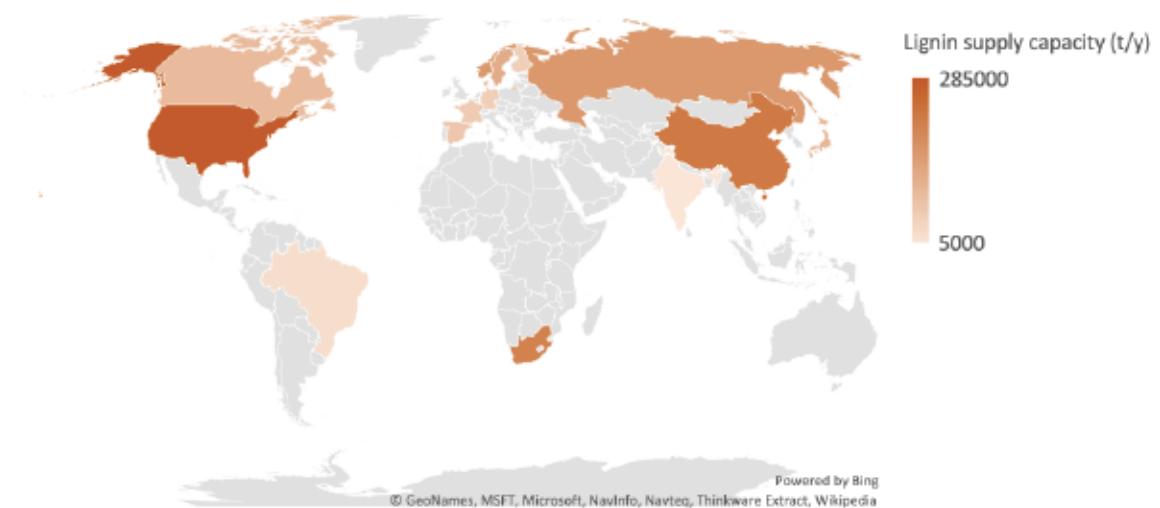 Lignin supply capacity (t/y)
285000
5000
Powered by Bing
© GeoNames, MSFT, Microsoft, NavInfo, Navteq, Thinkware Extract, Wikipedia